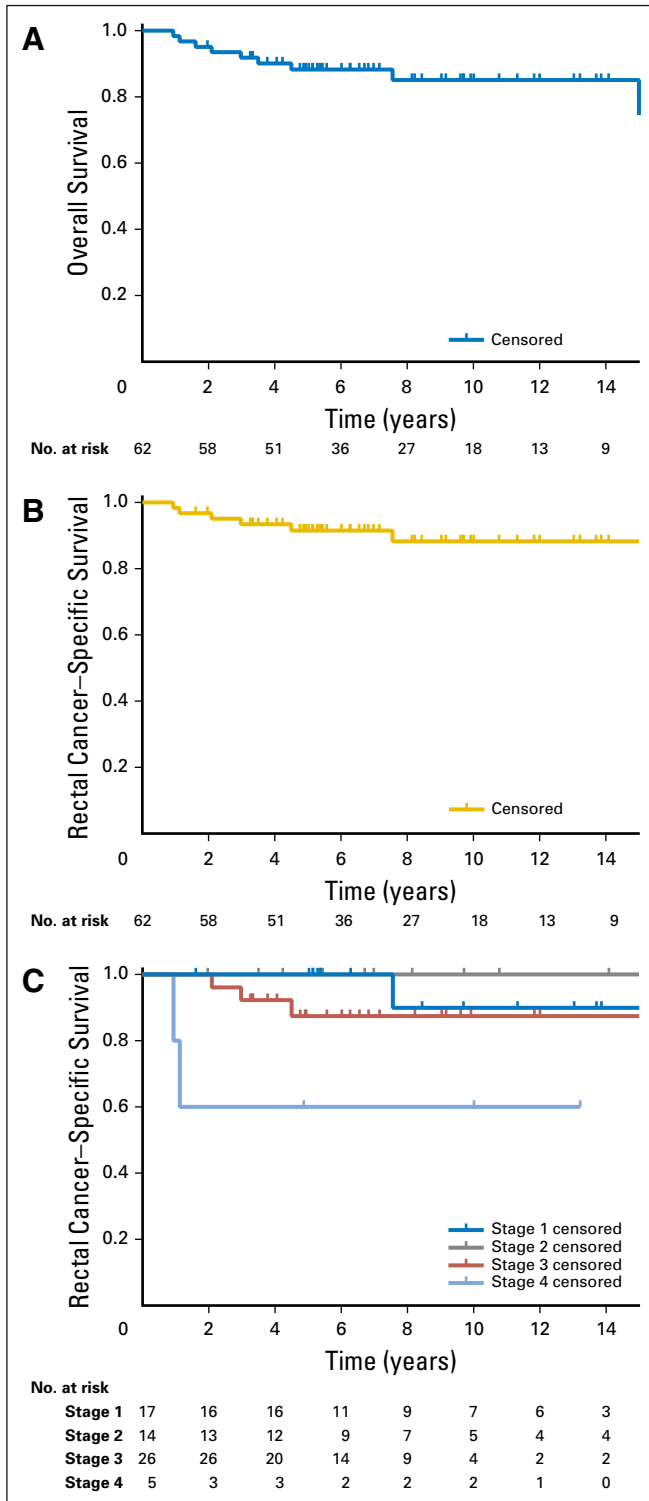 A
1.0
0.8
0.6
0.4
0.2
Overall Survival
Censored
0 2 4 6 8 10 12 14
Time (years)
No. at risk 62 58 51 36 27 18 13 9
B
1.0
0.8
0.6
0.4
0.2
Rectal Cancer–Specific Survival
Censored
0 2 4 6 8 10 12 14
Time (years)
No. at risk 62 58 51 36 27 18 13 9
C
1.0
0.8
0.6
0.4
0.2
Rectal Cancer–Specific Survival
Stage 1 censored
Stage 2 censored
Stage 3 censored
Stage 4 censored
0 2 4 6 8 10 12 14
Time (years)
No. at risk
Stage 1 17 16 16 11 9 7 6 3
Stage 2 14 13 12 9 7 5 4 4
Stage 3 26 26 20 14 9 4 2 2
Stage 4 5 3 3 2 2 2 1 0